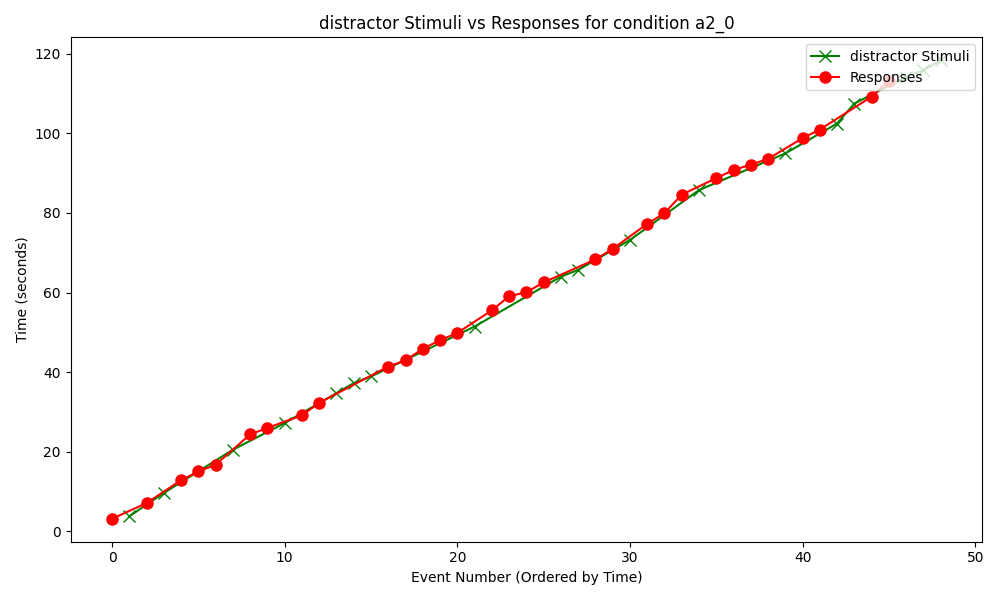 distractor Stimuli vs Responses for condition a2_0
distractor Stimuli
Responses
Time (seconds)
120
100
80
60
40
20
0
0 10 20 30 40 50
Event Number (Ordered by Time)